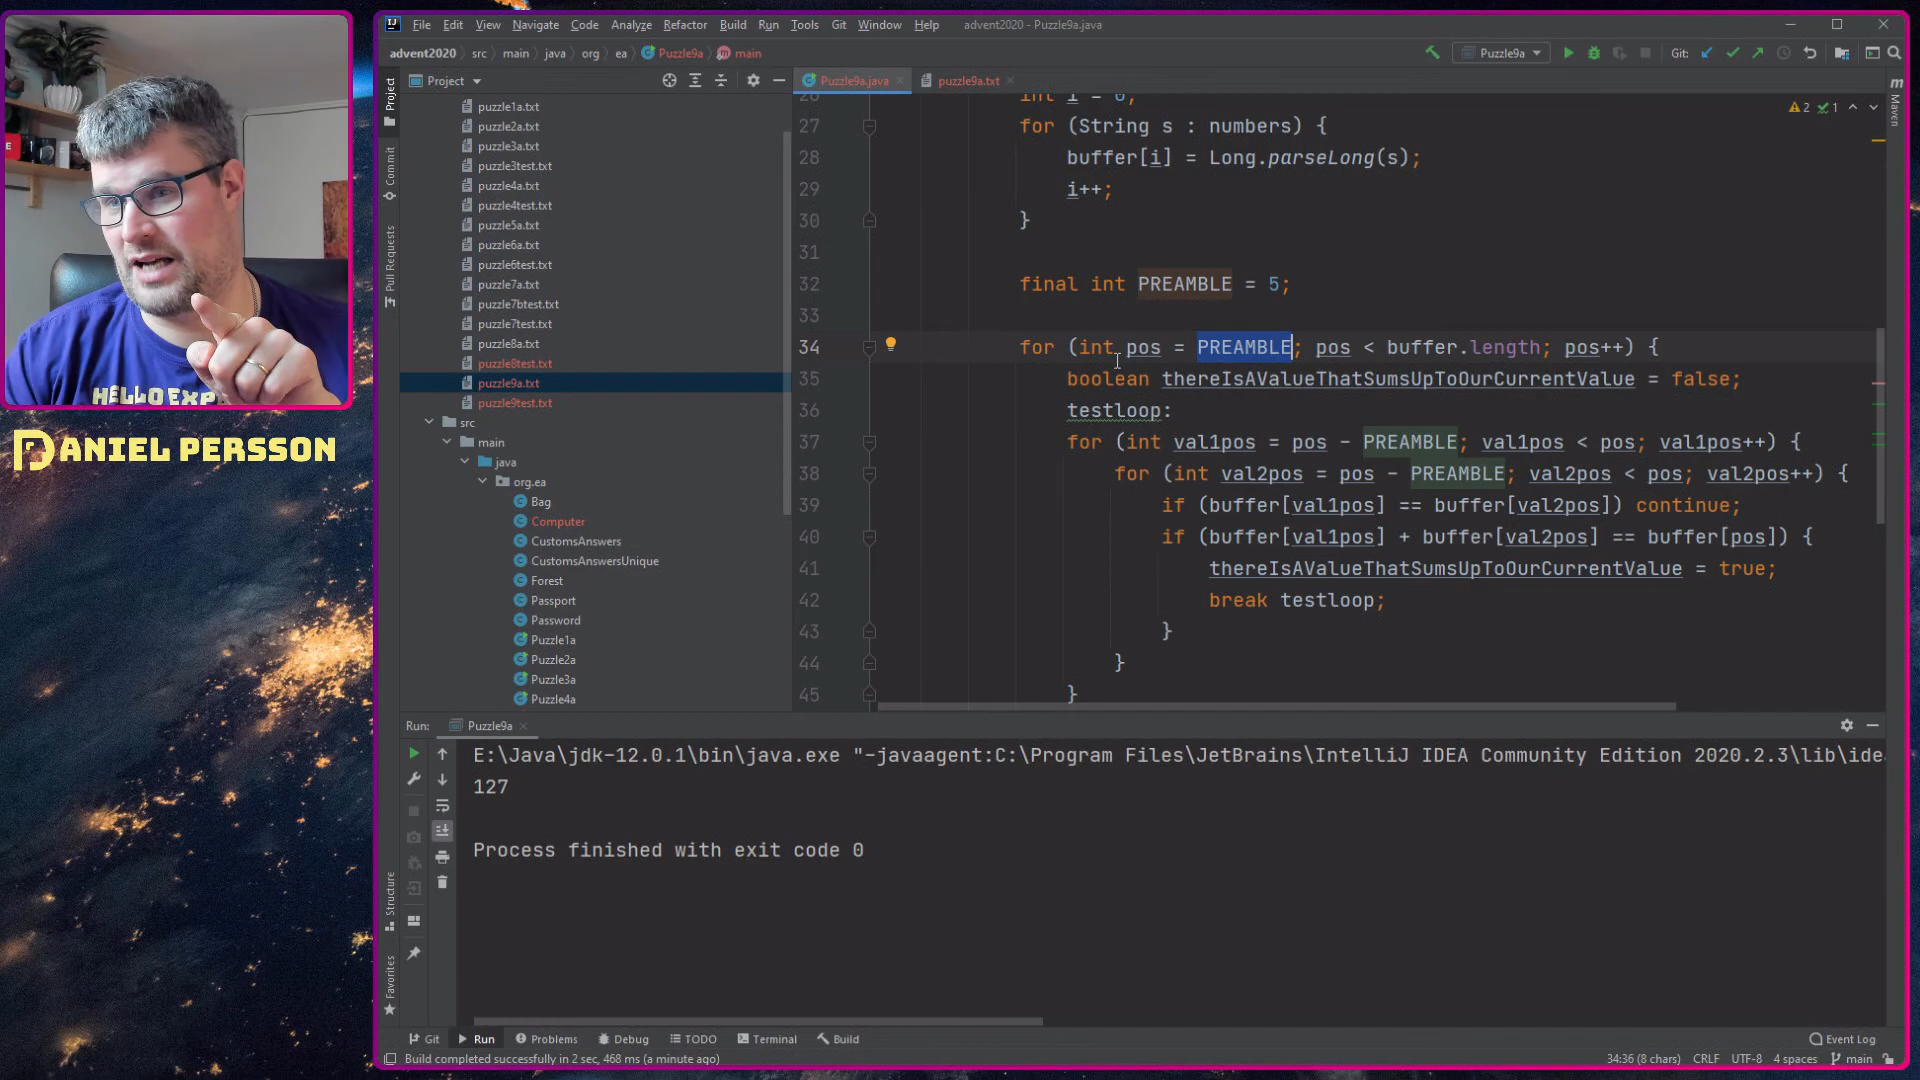 File Edit View Navigate Code Analyze Refactor Build Run Tools Git Window Help advent2020 - Puzzle9a.java
advent2020 src main java org ea Puzzle9a main
Puzzle9a
Git:
Project
Puzzle9a.java
puzzle9a.txt
puzzle1a.txt
puzzle2a.txt
puzzle3a.txt
puzzle3test.txt
puzzle4a.txt
puzzle4test.txt
puzzle5a.txt
puzzle6a.txt
puzzle6test.txt
puzzle7a.txt
puzzle7btest.txt
puzzle7test.txt
puzzle8a.txt
puzzle8test.txt
puzzle9a.txt
puzzle9test.txt
src
main
java
org.ea
Bag
Computer
CustomsAnswers
CustomsAnswersUnique
Forest
Passport
Password
Puzzle1a
Puzzle2a
Puzzle3a
Puzzle4a
Project
Commit
Pull Requests
Structure
Favorites
Maven
2 1
27 for (String s : numbers) {
28 buffer[i] = Long.parseLong(s);
29 i++;
30 }
31
32 final int PREAMBLE = 5;
33
34 for (int pos = PREAMBLE; pos < buffer.length; pos++) {
35 boolean thereIsAValueThatSumsUpToOurCurrentValue = false;
36 testloop:
37 for (int val1pos = pos - PREAMBLE; val1pos < pos; val1pos++) {
38 for (int val2pos = pos - PREAMBLE; val2pos < pos; val2pos++) {
39 if (buffer[val1pos] == buffer[val2pos]) continue;
40 if (buffer[val1pos] + buffer[val2pos] == buffer[pos]) {
41 thereIsAValueThatSumsUpToOurCurrentValue = true;
42 break testloop;
43 }
44 }
45 }
HELLO
DANIEL PERSSON
Run: Puzzle9a
E:\Java\jdk-12.0.1\bin\java.exe "-javaagent:C:\Program Files\JetBrains\IntelliJ IDEA Community Edition 2020.2.3\lib\ide
127
Process finished with exit code 0
Git Run Problems Debug TODO Terminal Build Event Log
Build completed successfully in 2 sec, 468 ms (a minute ago) 34:36 (8 chars) CRLF UTF-8 4 spaces main